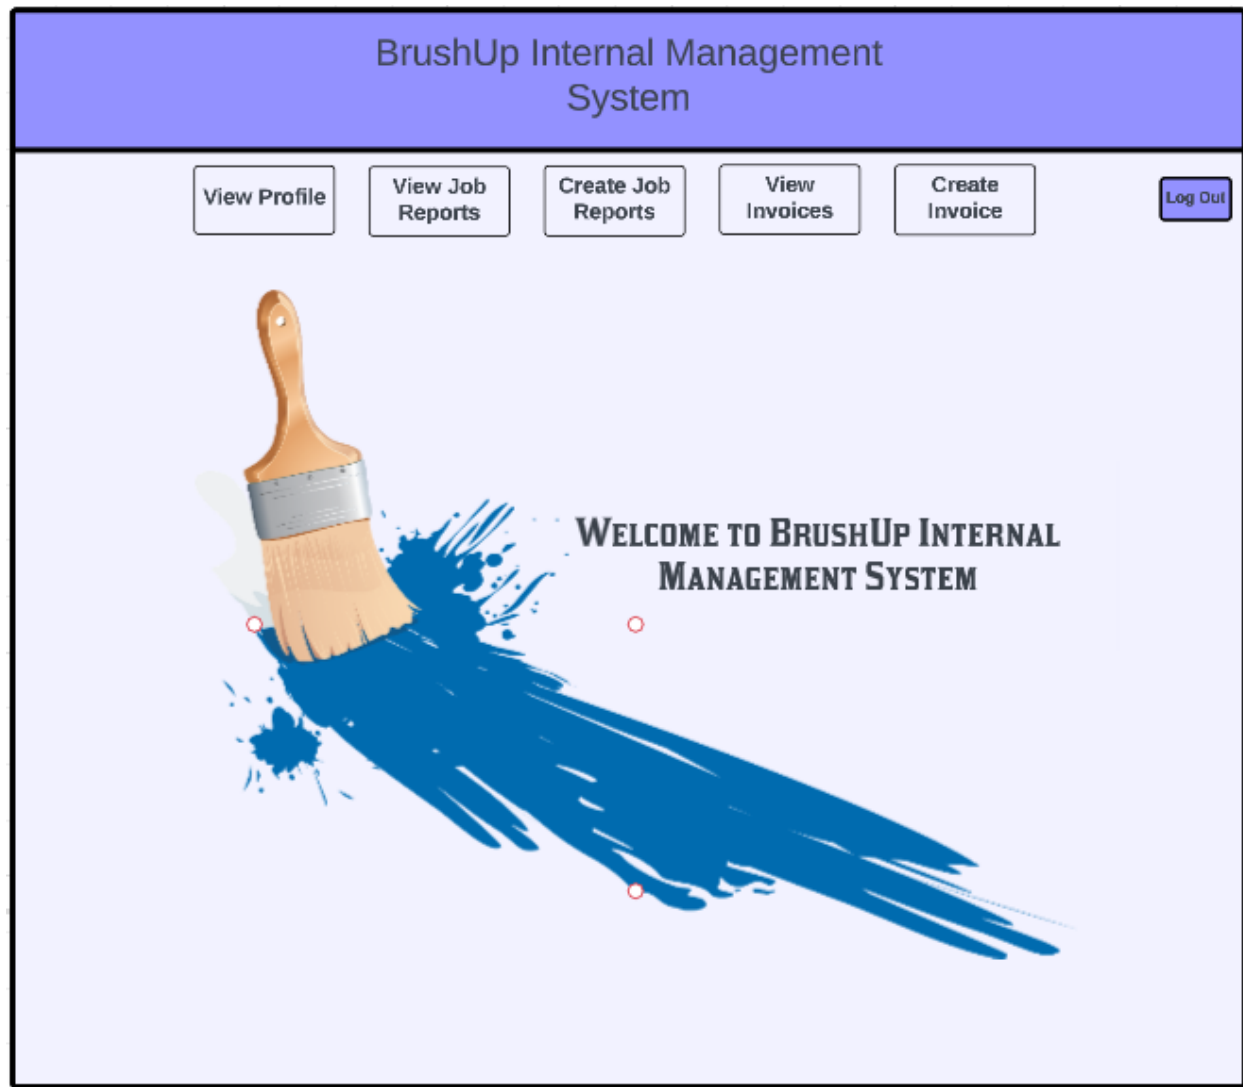 BrushUp Internal Management
System
View Profile
View Job
Reports
Create Job
Reports
View
Invoices
Create
Invoice
Log Out
Welcome to BrushUp Internal
Management System